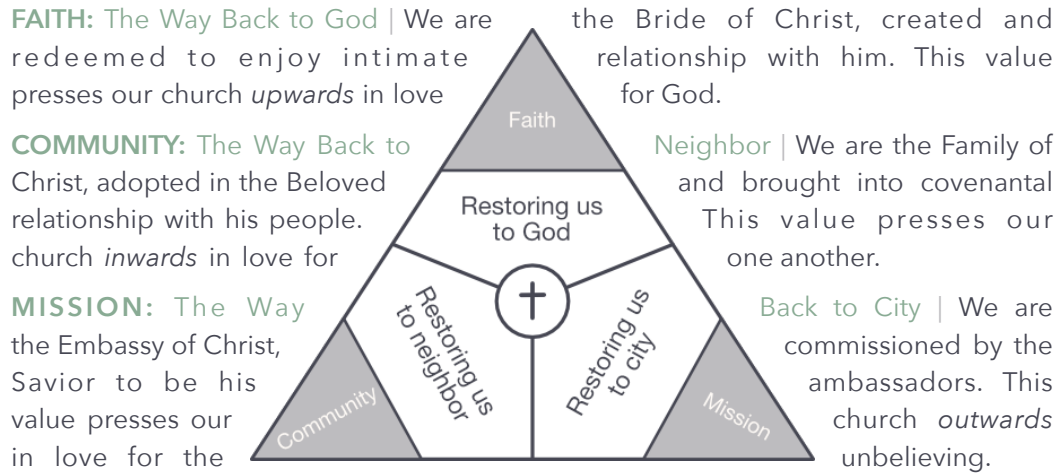 FAITH: The Way Back to God | We are the Bride of Christ, created and
redeemed to enjoy intimate relationship with him. This value
presses our church upwards in love for God.
COMMUNITY: The Way Back to Neighbor | We are the Family of
Christ, adopted in the Beloved and brought into covenantal
relationship with his people. This value presses our
church inwards in love for one another.
MISSION: The Way Back to City | We are
the Embassy of Christ, commissioned by the
Savior to be his ambassadors. This
value presses our church outwards
in love for the unbelieving.
Faith
Restoring us
to God
Restoring us
to neighbor
Restoring us
to city
Community
Mission